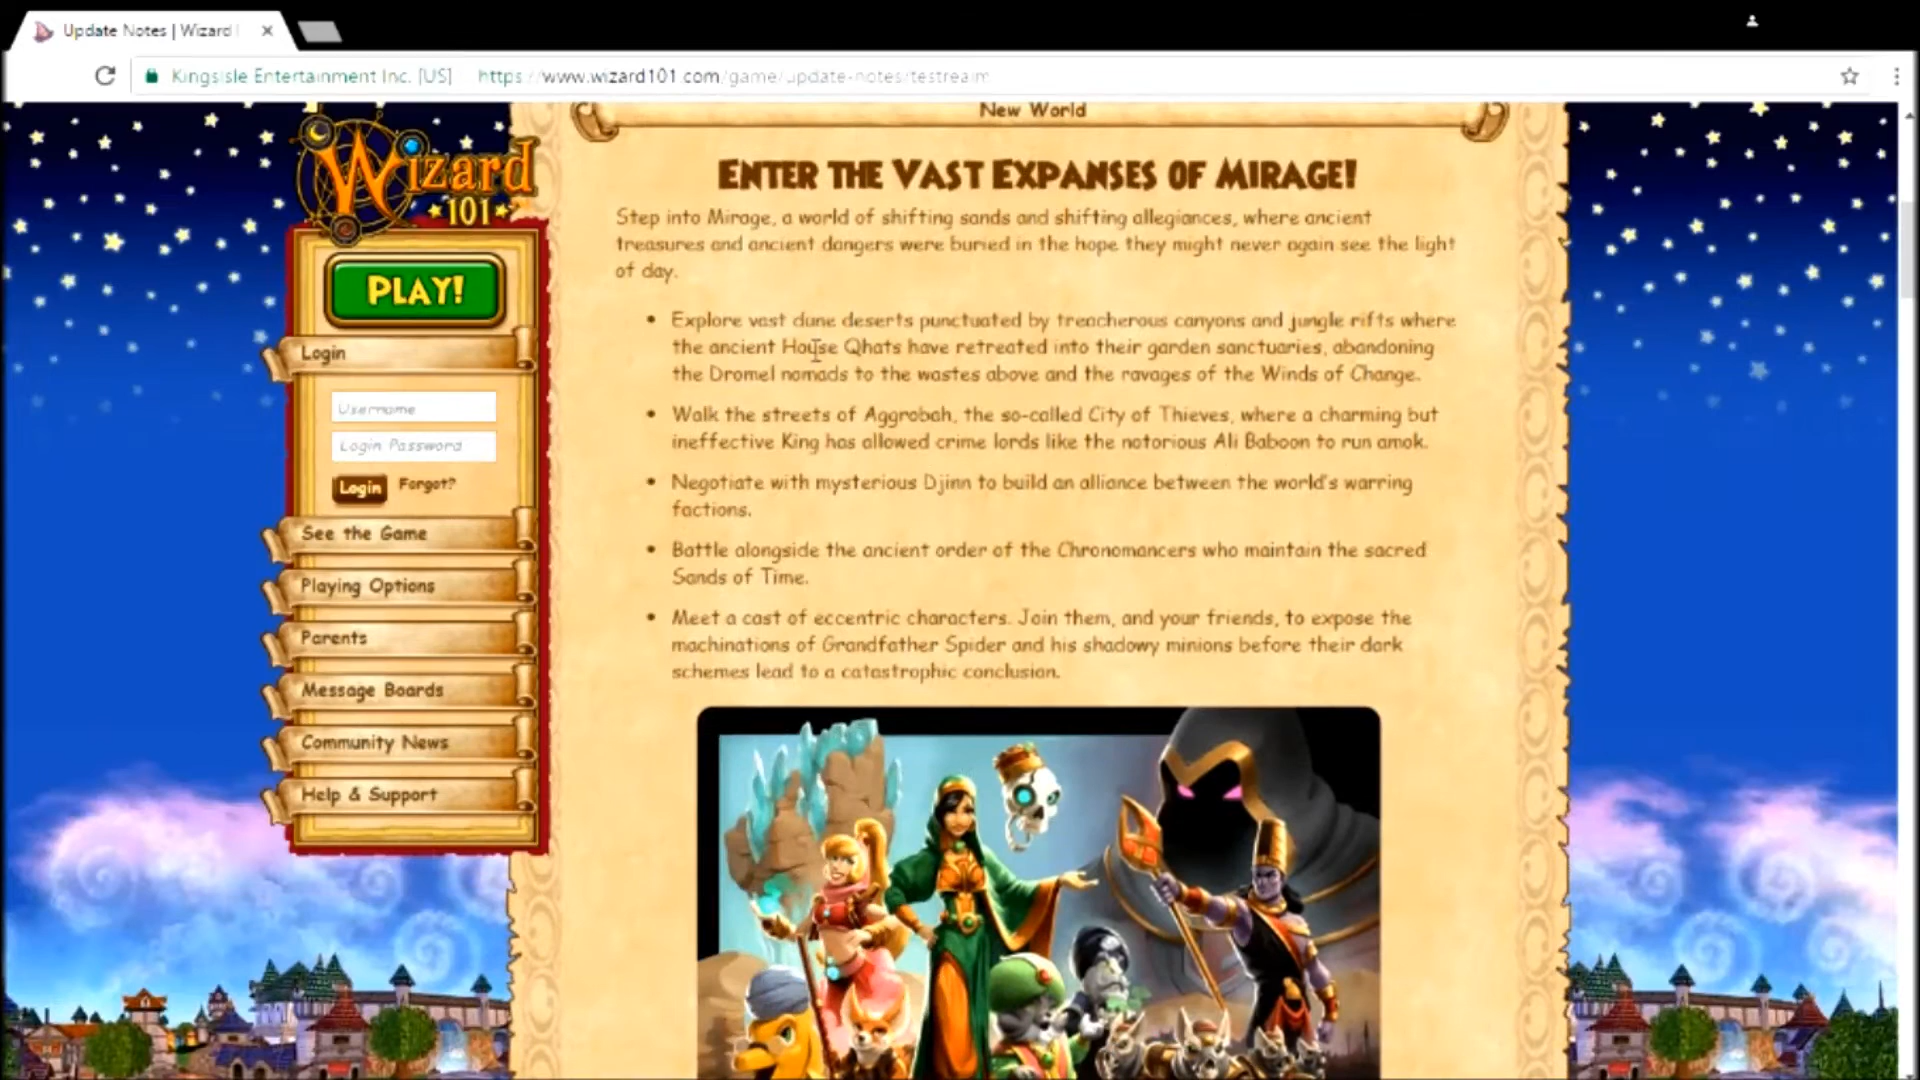 Update Notes | Wizard
Kingsisle Entertainment Inc. [US] https://www.wizard101.com/game/update-notes/testrealm
New World
Wizard
101
PLAY!
Login
Username
Login Password
Login Forgot?
See the Game
Playing Options
Parents
Message Boards
Community News
Help & Support
ENTER THE VAST EXPANSES OF MIRAGE!
Step into Mirage, a world of shifting sands and shifting allegiances, where ancient
treasures and ancient dangers were buried in the hope they might never again see the light
of day.
• Explore vast dune deserts punctuated by treacherous canyons and jungle rifts where
the ancient House Qhats have retreated into their garden sanctuaries, abandoning
the Dromel nomads to the wastes above and the ravages of the Winds of Change.
• Walk the streets of Aggrobah, the so-called City of Thieves, where a charming but
ineffective King has allowed crime lords like the notorious Ali Baboon to run amok.
• Negotiate with mysterious Djinn to build an alliance between the world's warring
factions.
• Battle alongside the ancient order of the Chronomancers who maintain the sacred
Sands of Time.
• Meet a cast of eccentric characters. Join them, and your friends, to expose the
machinations of Grandfather Spider and his shadowy minions before their dark
schemes lead to a catastrophic conclusion.